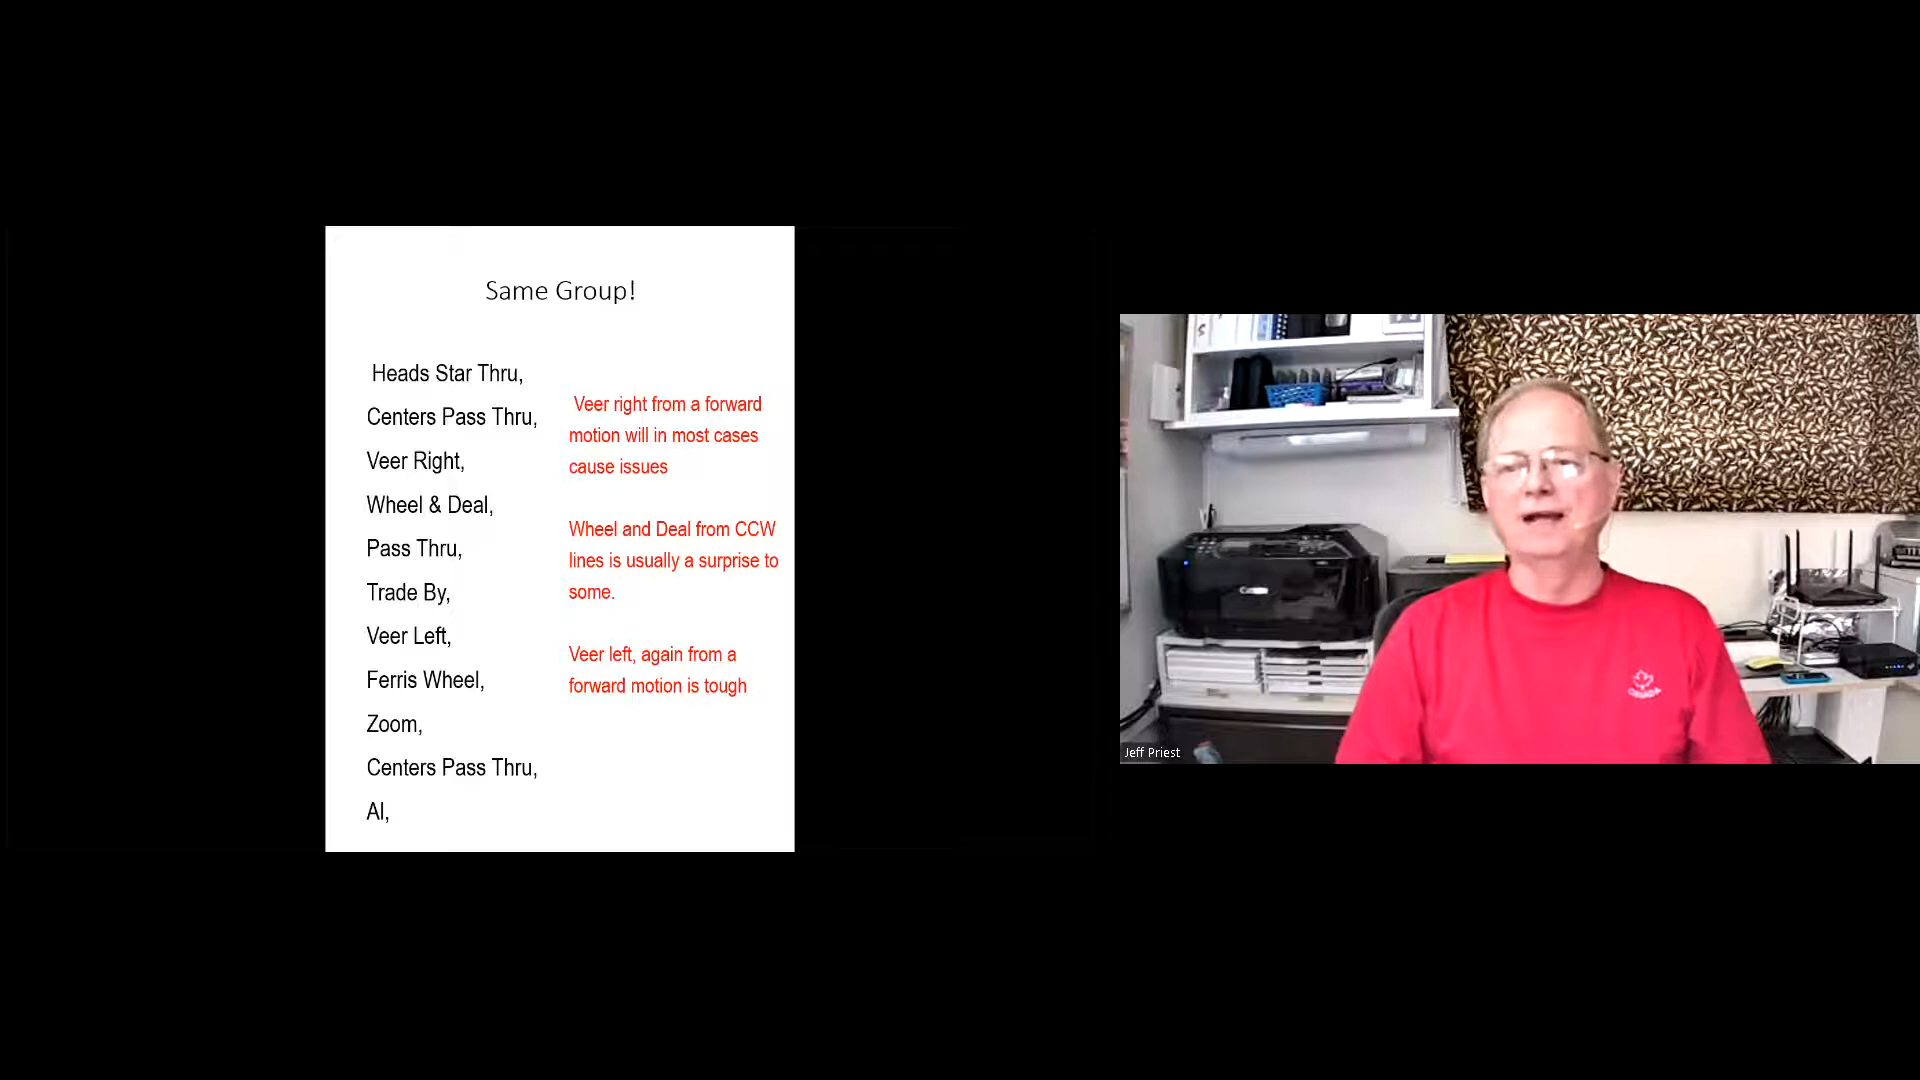 Same Group!
Heads Star Thru,
Centers Pass Thru,
Veer Right,
Wheel & Deal,
Pass Thru,
Trade By,
Veer Left,
Ferris Wheel,
Zoom,
Centers Pass Thru,
Al,
Veer right from a forward
motion will in most cases
cause issues
Wheel and Deal from CCW
lines is usually a surprise to
some.
Veer left, again from a
forward motion is tough
CANADA
Jeff Priest